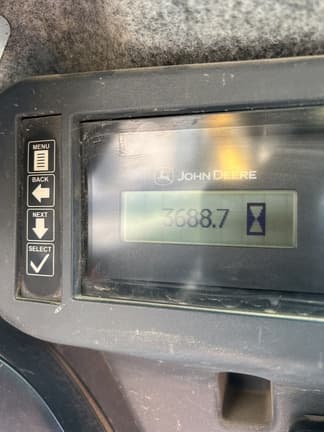 MENU
BACK
NEXT
SELECT
JOHN DEERE
3688.7